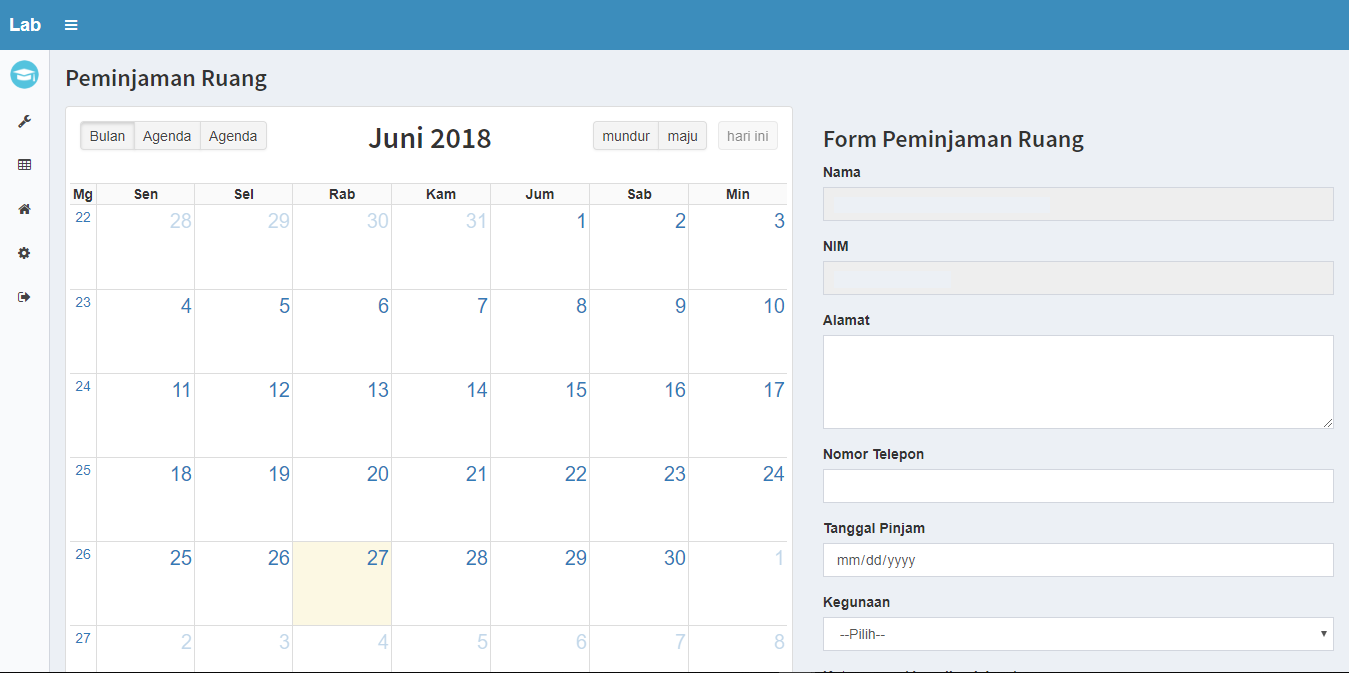 Lab
Peminjaman Ruang
Bulan Agenda Agenda
Juni 2018
mundur maju hari ini
Mg Sen Sel Rab Kam Jum Sab Min
22 28 29 30 31 1 2 3
23 4 5 6 7 8 9 10
24 11 12 13 14 15 16 17
25 18 19 20 21 22 23 24
26 25 26 27 28 29 30 1
27 2 3 4 5 6 7 8
Form Peminjaman Ruang
Nama
NIM
Alamat
Nomor Telepon
Tanggal Pinjam
mm/dd/yyyy
Kegunaan
--Pilih--